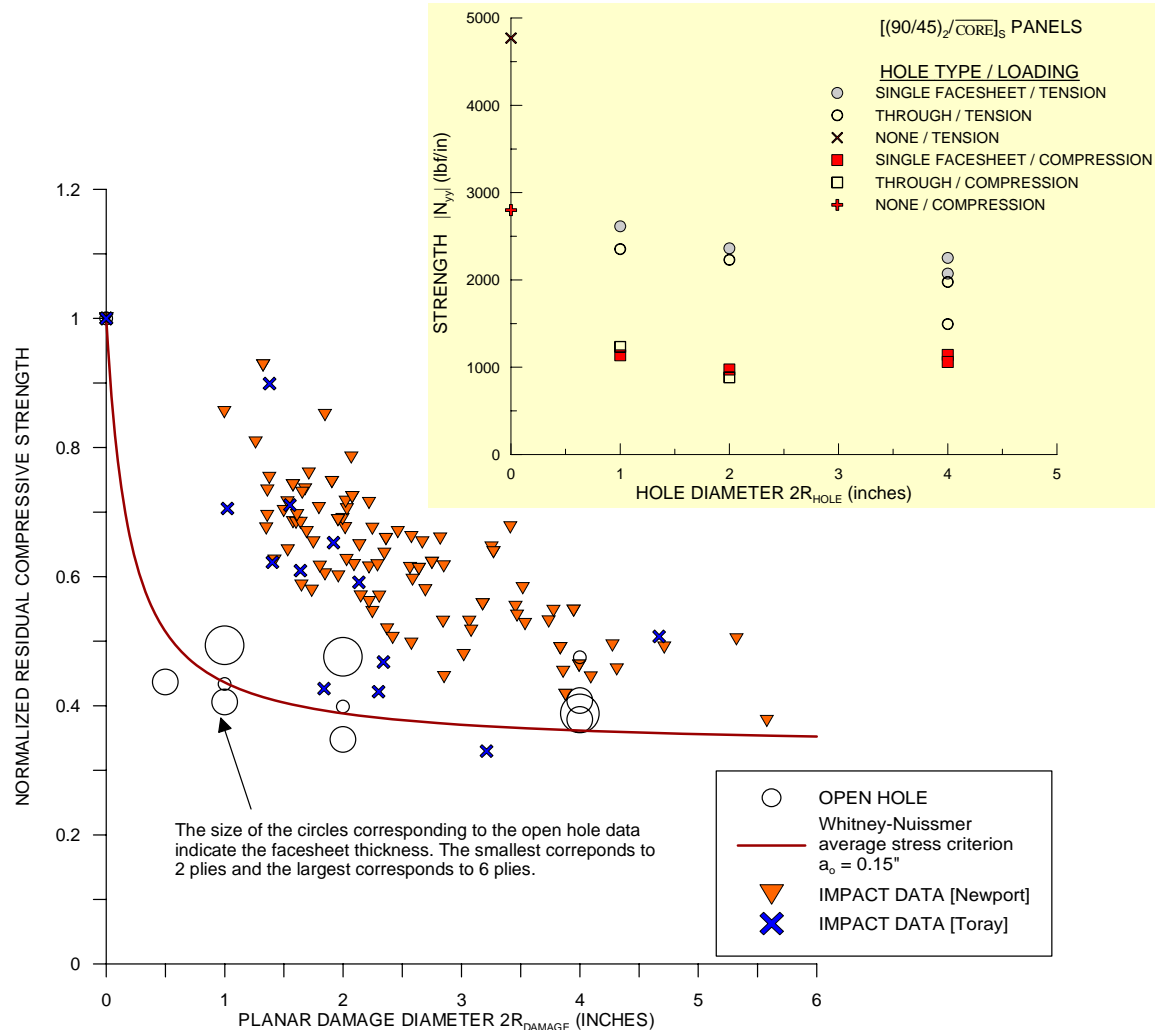 [(90/45)2/CORE]S PANELS
HOLE TYPE / LOADING
SINGLE FACESHEET / TENSION
THROUGH / TENSION
NONE / TENSION
SINGLE FACESHEET / COMPRESSION
THROUGH / COMPRESSION
NONE / COMPRESSION
STRENGTH |Nyy| (lbf/in)
5000
4000
3000
2000
1000
0
0 1 2 3 4 5
HOLE DIAMETER 2RHOLE (inches)
NORMALIZED RESIDUAL COMPRESSIVE STRENGTH
1.2
1
0.8
0.6
0.4
0.2
0
The size of the circles corresponding to the open hole data
indicate the facesheet thickness. The smallest correponds to
2 plies and the largest corresponds to 6 plies.
OPEN HOLE
Whitney-Nuissmer
average stress criterion
ao = 0.15"
IMPACT DATA [Newport]
IMPACT DATA [Toray]
0 1 2 3 4 5 6
PLANAR DAMAGE DIAMETER 2RDAMAGE (INCHES)